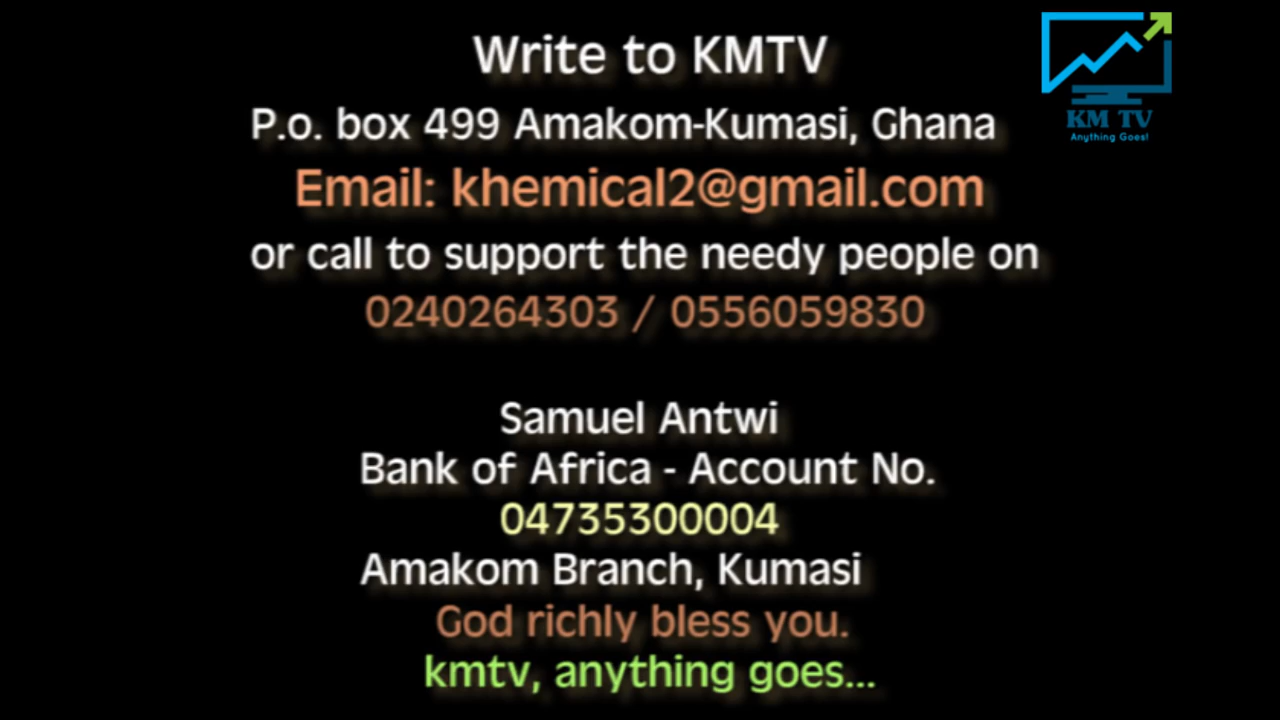 Write to KMTV
P.o. box 499 Amakom-Kumasi, Ghana
Email: khemical2@gmail.com
or call to support the needy people on
0240264303 / 0556059830
Samuel Antwi
Bank of Africa - Account No.
04735300004
Amakom Branch, Kumasi
God richly bless you.
kmtv, anything goes...
KM TV
Anything Goes!